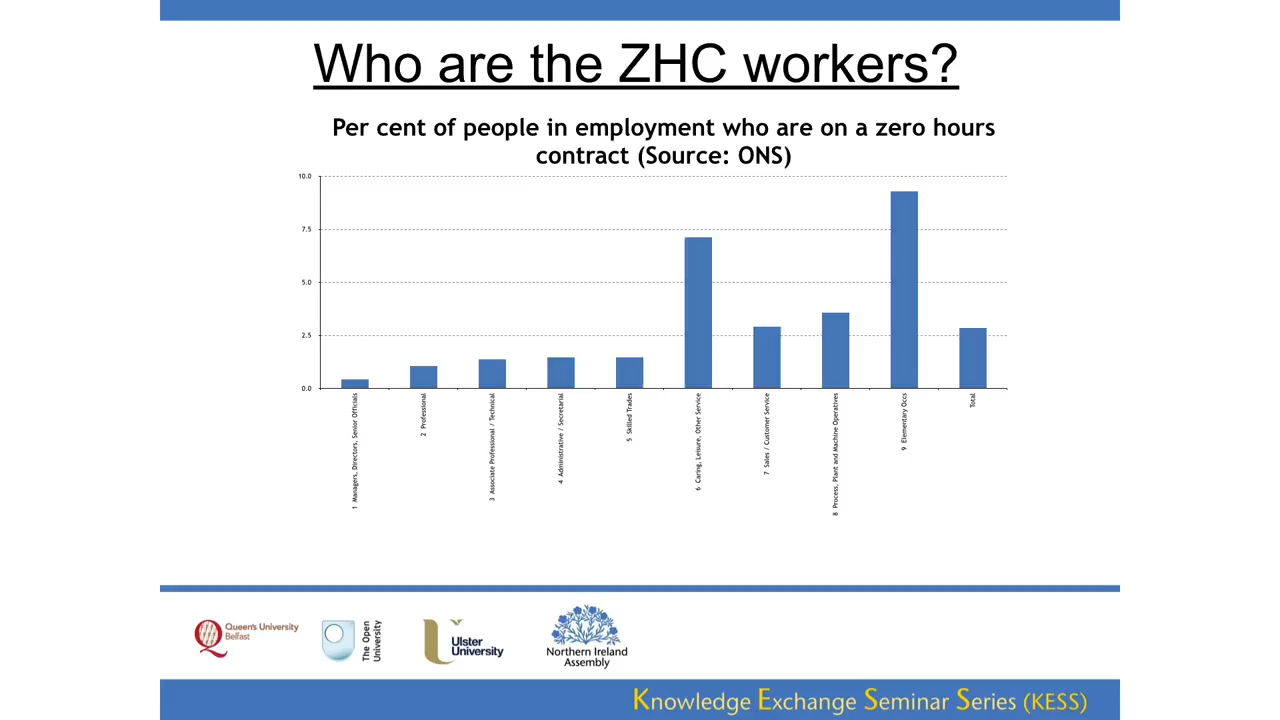 Who are the ZHC workers?
Per cent of people in employment who are on a zero hours
contract (Source: ONS)
10.0
7.5
5.0
2.5
0.0
1 Managers, Directors, Senior Officials
2 Professional
3 Associate Professional / Technical
4 Administrative / Secretarial
5 Skilled Trades
6 Caring, Leisure, Other Service
7 Sales / Customer Service
8 Process, Plant and Machine Operatives
9 Elementary Occs
Total
Queen's University
Belfast
The Open
University
Ulster
University
Northern Ireland
Assembly
Knowledge Exchange Seminar Series (KESS)